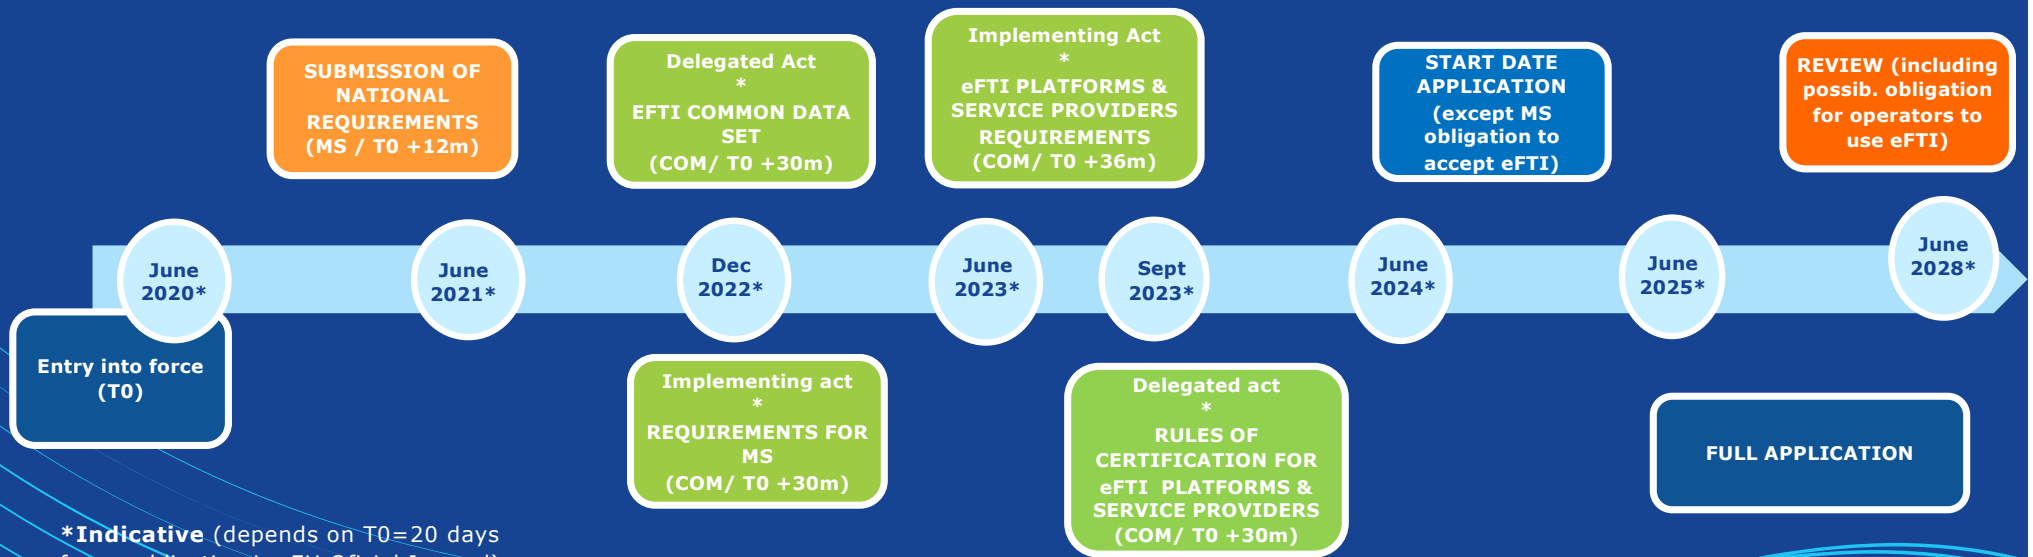 SUBMISSION OF
NATIONAL
REQUIREMENTS
(MS / T0 +12m)
Delegated Act
*
EFTI COMMON DATA
SET
(COM/ T0 +30m)
Implementing Act
*
eFTI PLATFORMS &
SERVICE PROVIDERS
REQUIREMENTS
(COM/ T0 +36m)
START DATE
APPLICATION
(except MS
obligation to
accept eFTI)
REVIEW (including
possib. obligation
for operators to
use eFTI)
June
2020*
June
2021*
Dec
2022*
June
2023*
Sept
2023*
June
2024*
June
2025*
June
2028*
Entry into force
(T0)
Implementing act
*
REQUIREMENTS FOR
MS
(COM/ T0 +30m)
Delegated act
*
RULES OF
CERTIFICATION FOR
eFTI PLATFORMS &
SERVICE PROVIDERS
(COM/ T0 +30m)
FULL APPLICATION
*Indicative (depends on T0=20 days